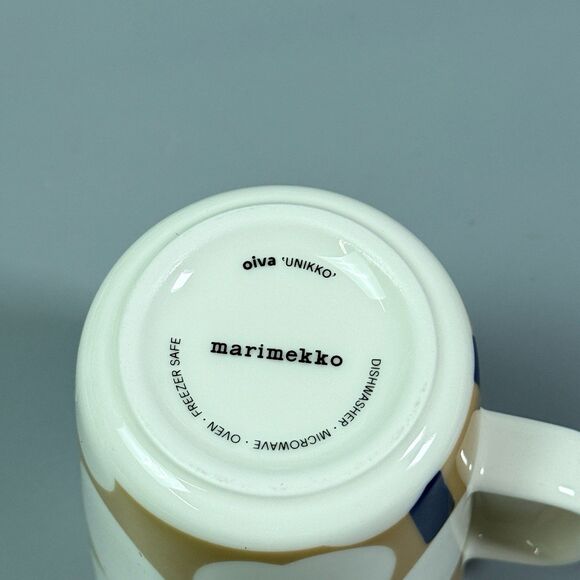 oiva 'UNIKKO'
marimekko
DISHWASHER · MICROWAVE · OVEN · FREEZER SAFE